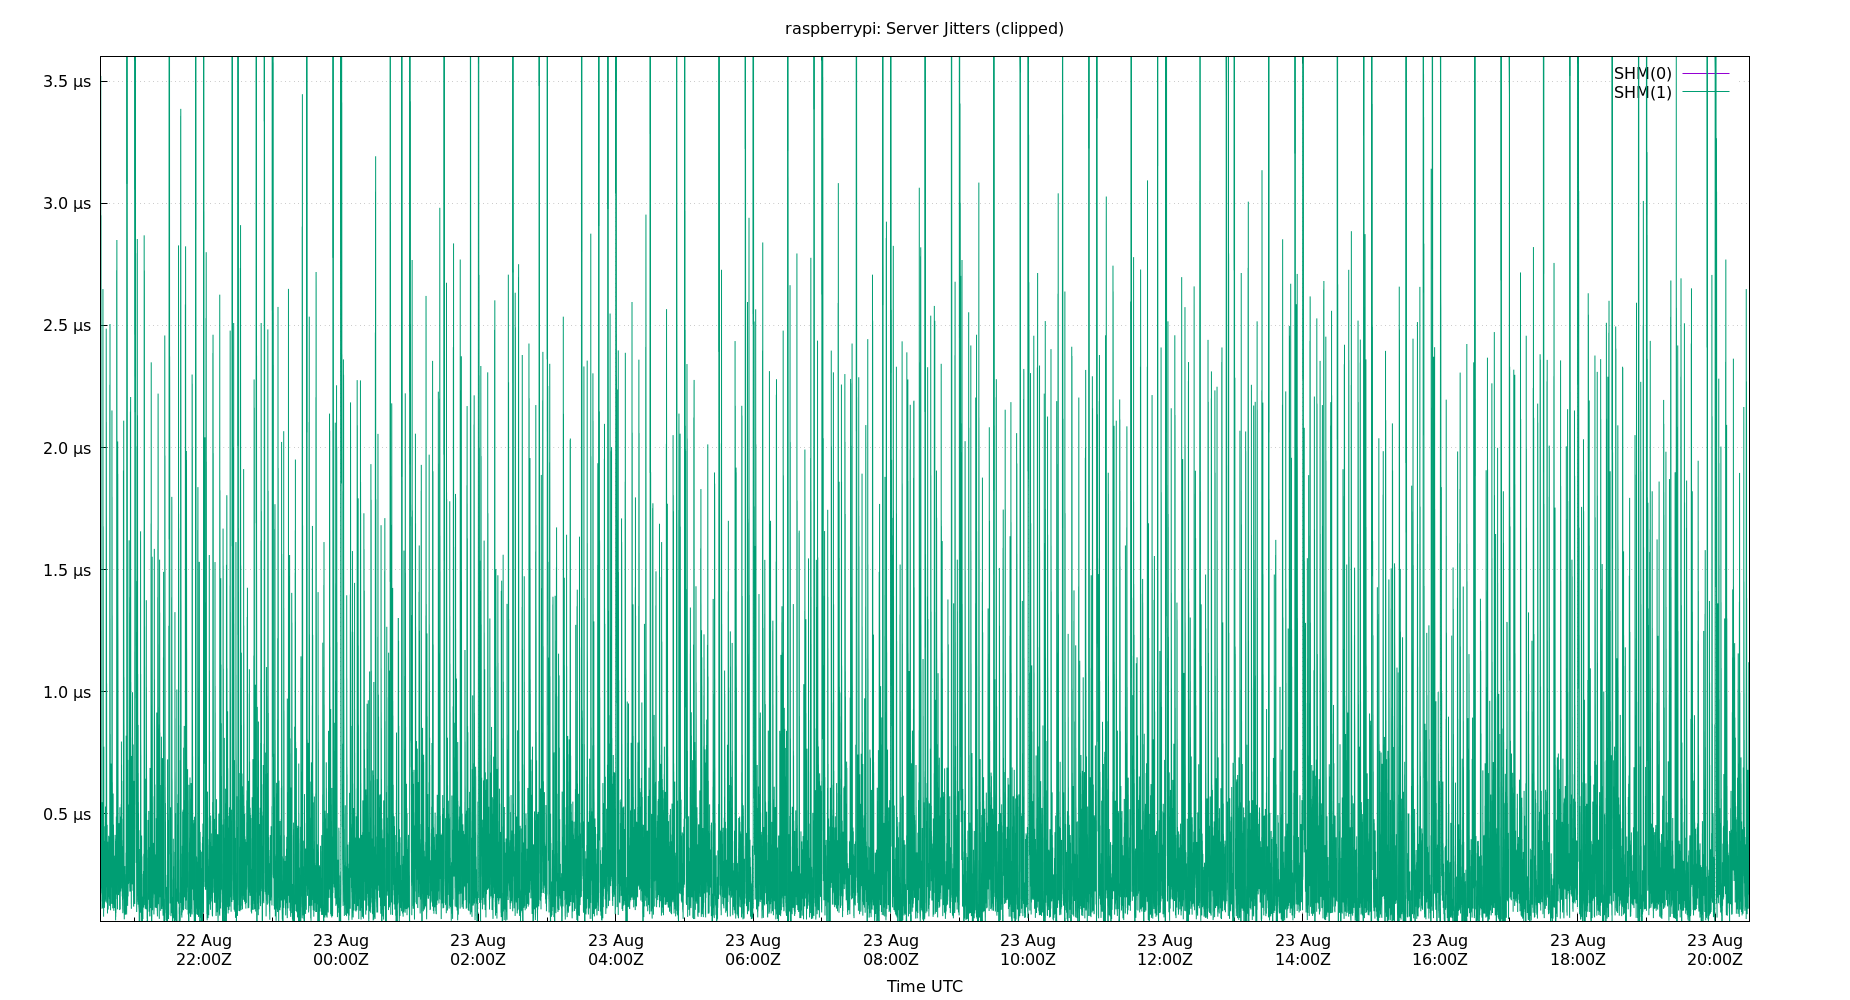 raspberrypi: Server Jitters (clipped)
3.5 µs
3.0 µs
2.5 µs
2.0 µs
1.5 µs
1.0 µs
0.5 µs
SHM(0)
SHM(1)
22 Aug 23 Aug 23 Aug 23 Aug 23 Aug 23 Aug 23 Aug 23 Aug 23 Aug 23 Aug 23 Aug 23 Aug
22:00Z 00:00Z 02:00Z 04:00Z 06:00Z 08:00Z 10:00Z 12:00Z 14:00Z 16:00Z 18:00Z 20:00Z
Time UTC